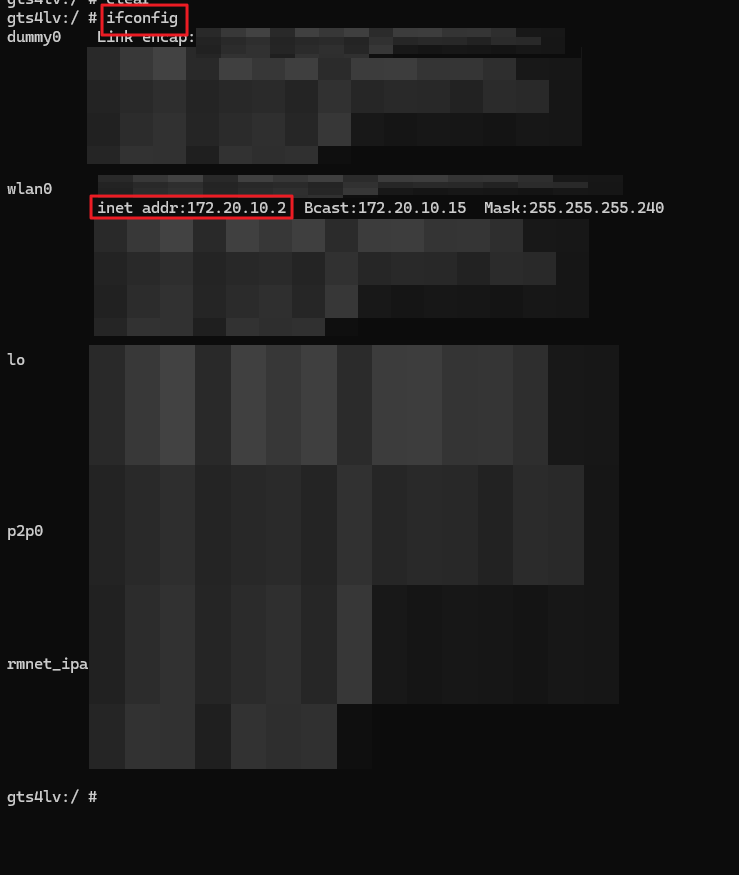 gts4lv:/ # clear
gts4lv:/ # ifconfig
dummy0 Link encap:
wlan0
inet addr:172.20.10.2 Bcast:172.20.10.15 Mask:255.255.255.240
lo
p2p0
rmnet_ipa
gts4lv:/ #